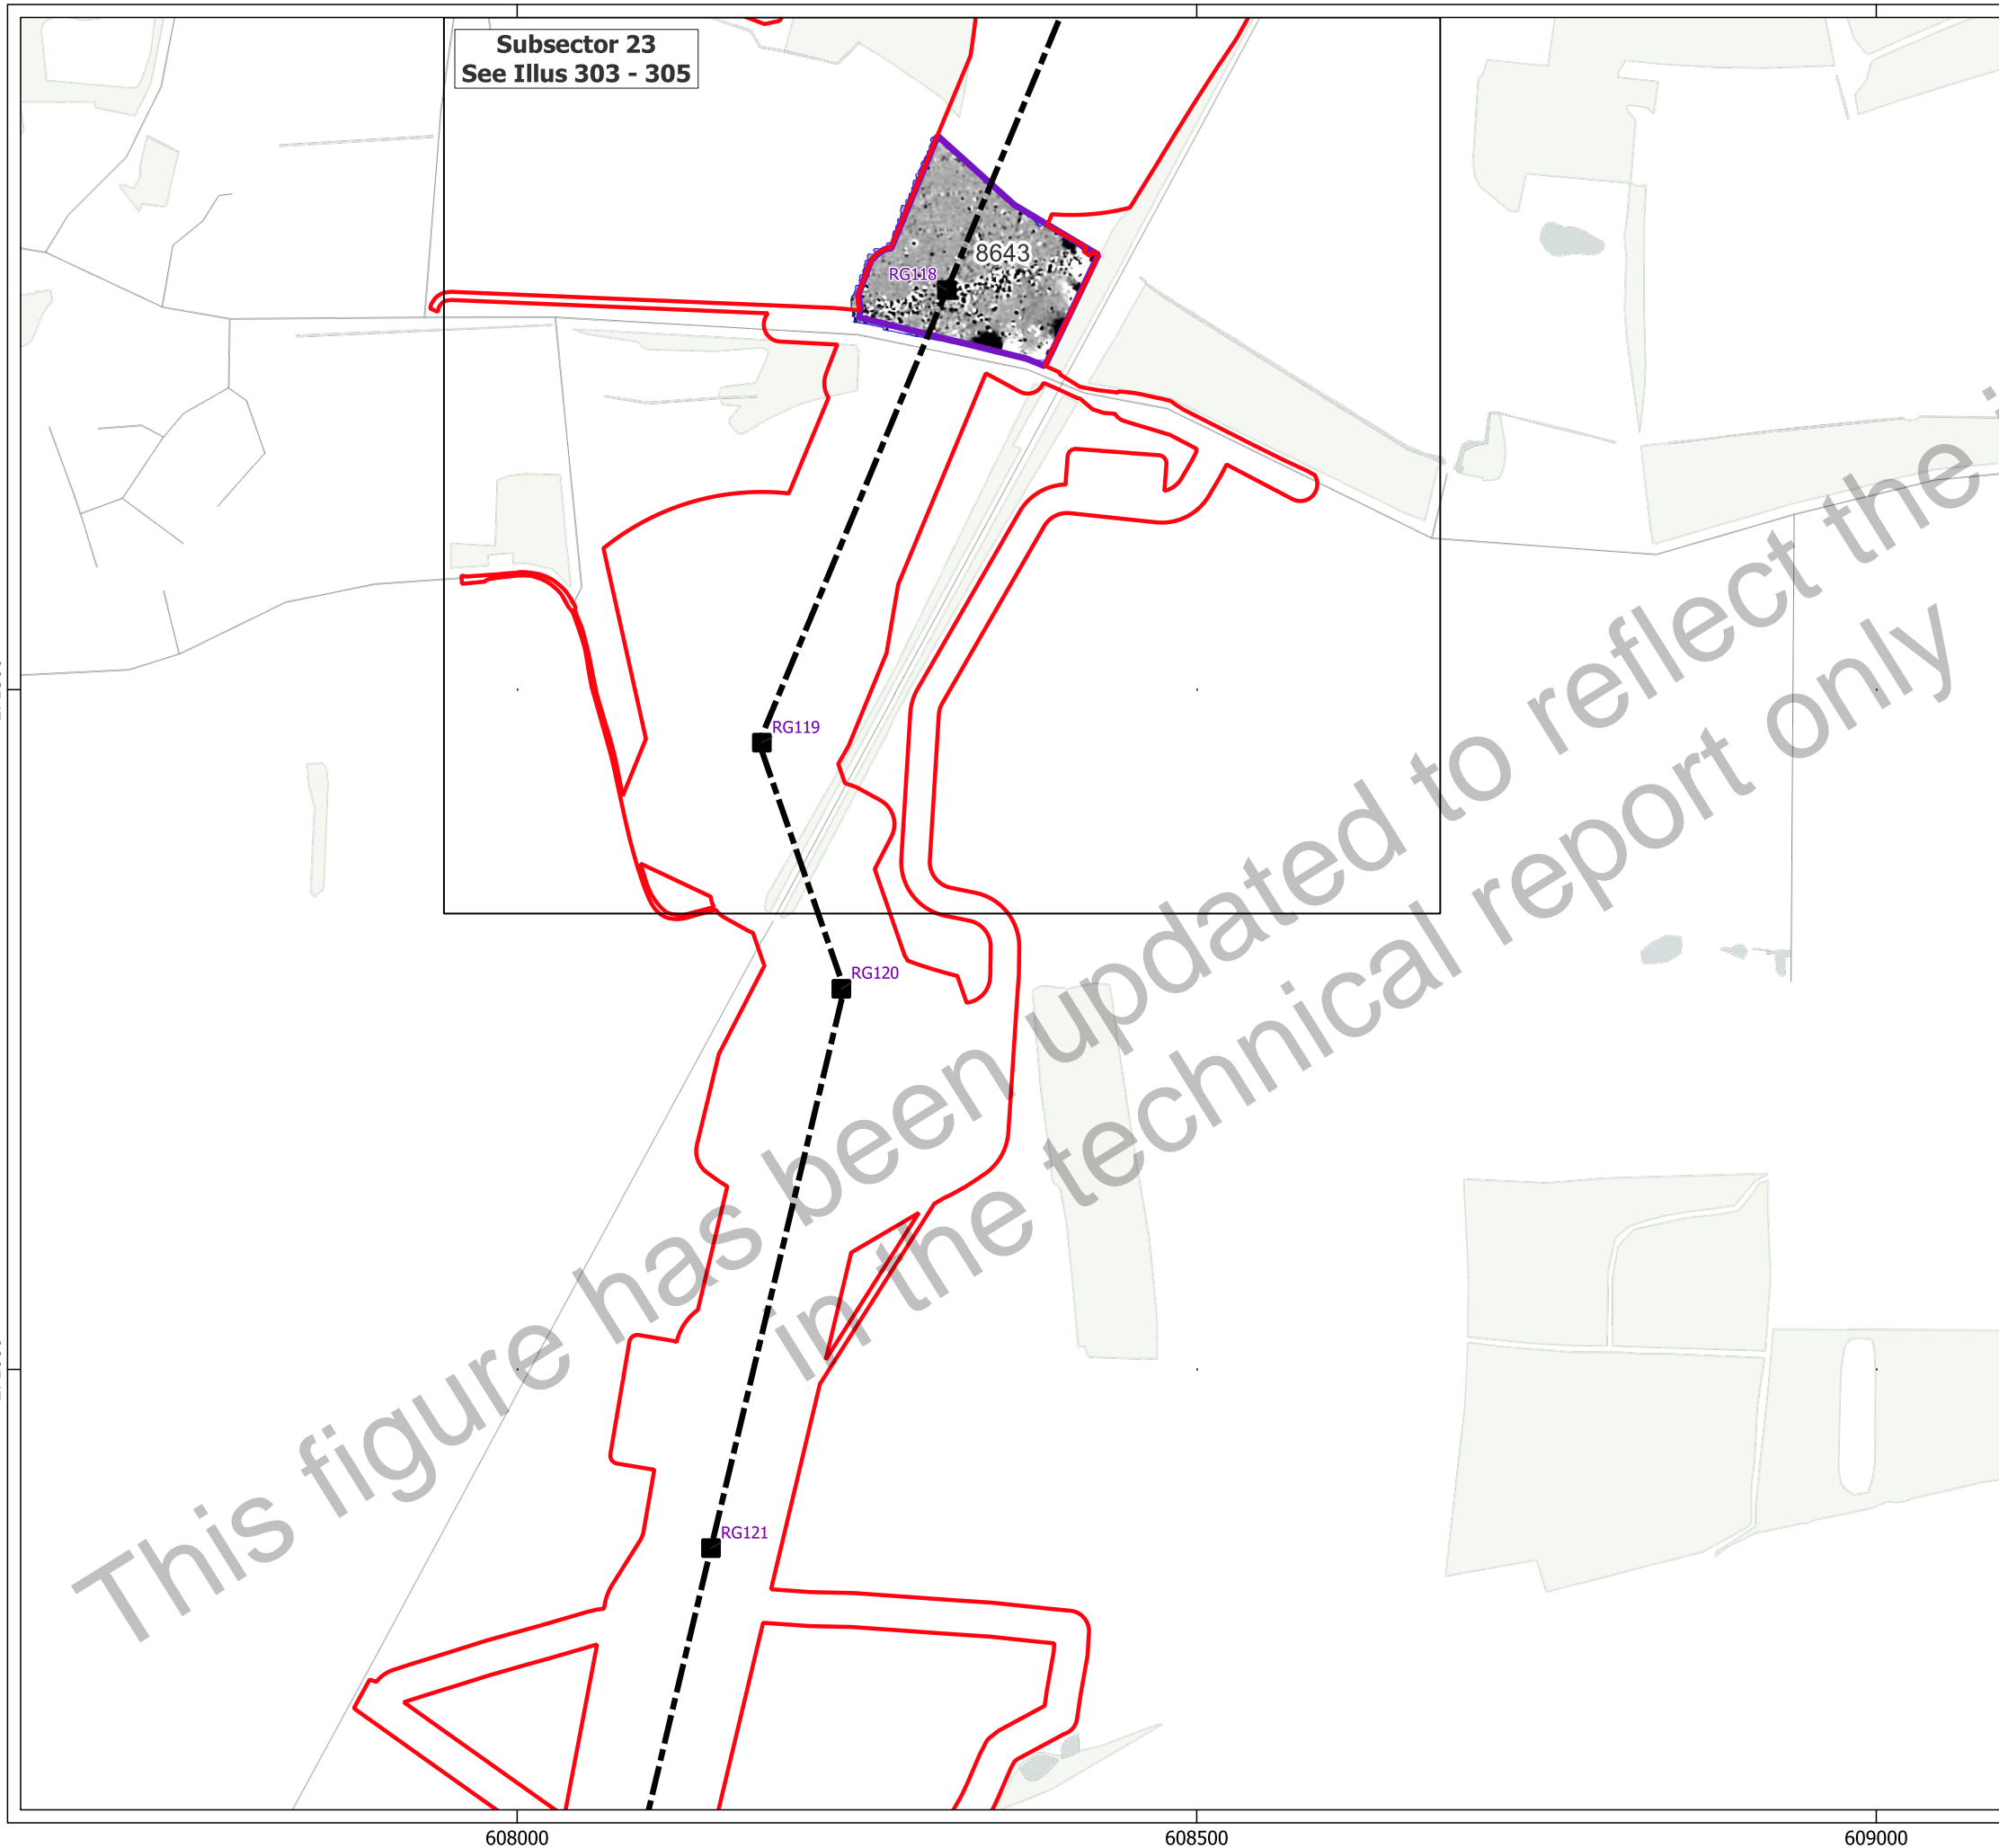 Subsector 23
See Illus 303 - 305
8643
RG118
RG119
RG120
RG121
This figure has been updated to reflect the
in the technical report only
608000
608500
609000